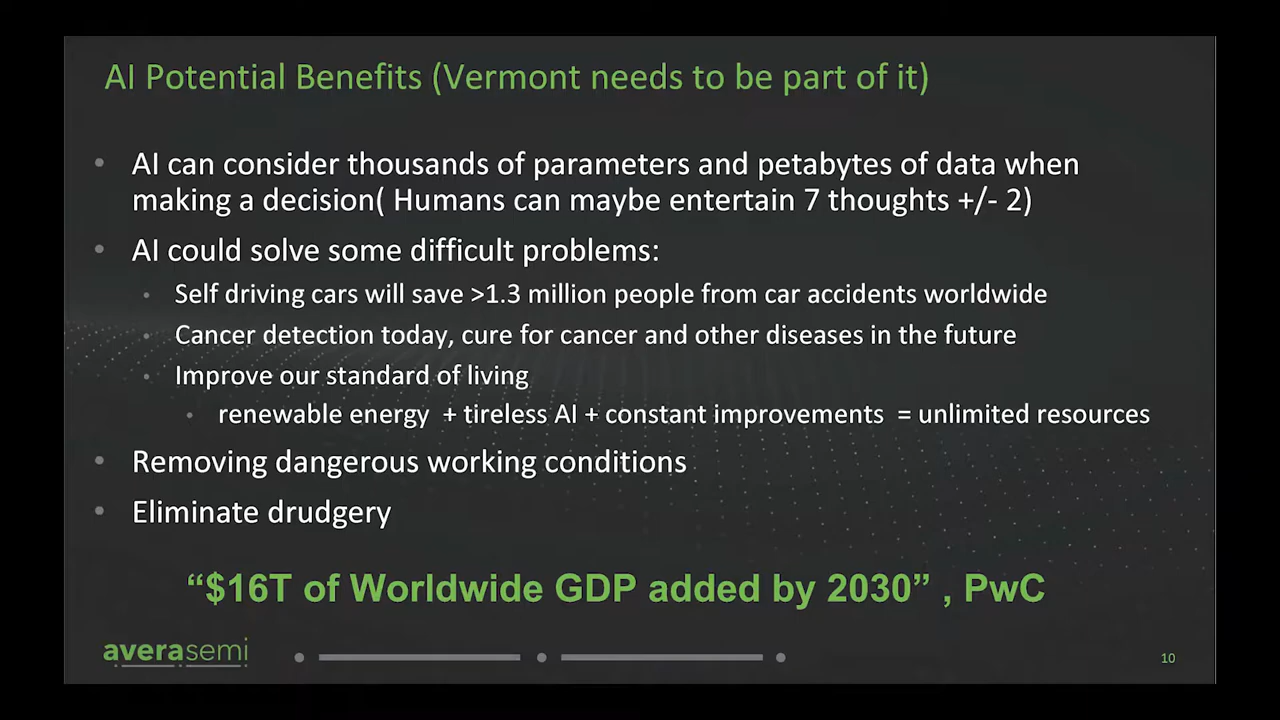 AI Potential Benefits (Vermont needs to be part of it)
• AI can consider thousands of parameters and petabytes of data when
making a decision( Humans can maybe entertain 7 thoughts +/- 2)
• AI could solve some difficult problems:
• Self driving cars will save >1.3 million people from car accidents worldwide
• Cancer detection today, cure for cancer and other diseases in the future
• Improve our standard of living
• renewable energy + tireless AI + constant improvements = unlimited resources
• Removing dangerous working conditions
• Eliminate drudgery
“$16T of Worldwide GDP added by 2030” , PwC
averasemi
10